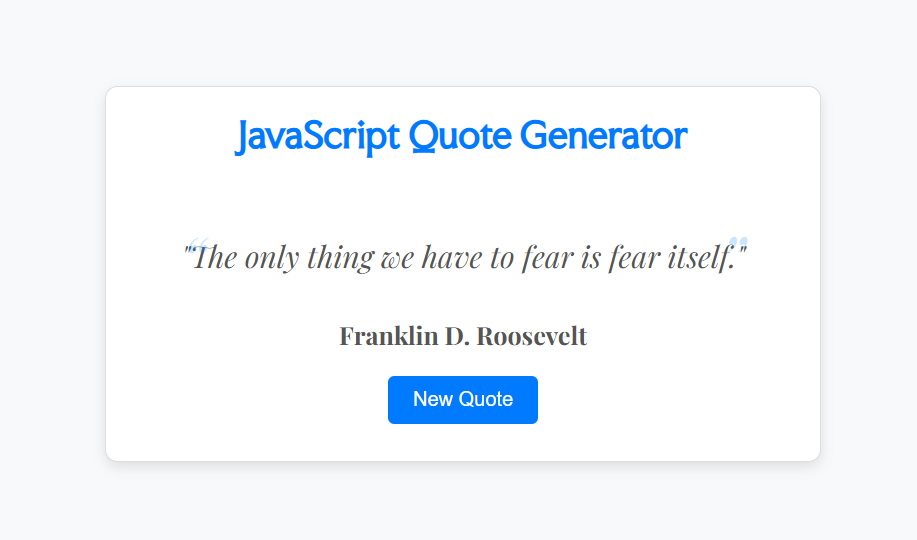 JavaScript Quote Generator
"The only thing we have to fear is fear itself."
Franklin D. Roosevelt
New Quote